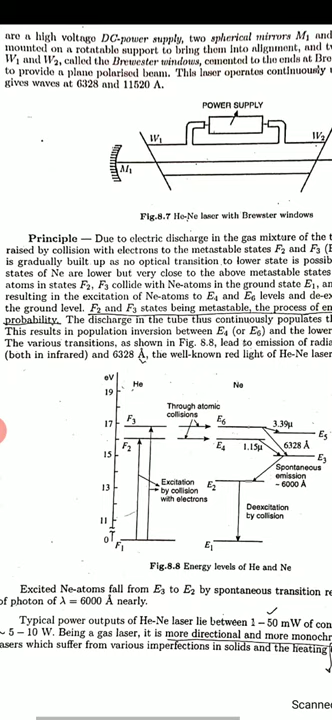 are a high voltage DC-power supply, two spherical mirrors M1 and
mounted on a rotatable support to bring them into alignment, and t
W1 and W2, called the Brewester windows, cemented to the ends at Bre
to provide a plane polarised beam. This laser operates continuously
gives waves at 6328 and 11520 A.
POWER SUPPLY
W1
W2
M1
Fig.8.7 He-Ne laser with Brewster windows
Principle — Due to electric discharge in the gas mixture of the t
raised by collision with electrons to the metastable states F2 and F3 (
is gradually built up as no optical transition to lower state is possib
states of Ne are lower but very close to the above metastable states
atoms in states F2, F3 collide with Ne-atoms in the ground state E1, an
resulting in the excitation of Ne-atoms to E4 and E6 levels and de-ex
the ground level. F2 and F3 states being metastable, the process of en
probability. The discharge in the tube thus continuously populates th
This results in population inversion between E4 (or E6) and the lower
The various transitions, as shown in Fig. 8.8, lead to emission of radia
(both in infrared) and 6328 Å, the well-known red light of He-Ne laser
eV
He
Ne
19
Through atomic
collisions
17
F3
E6
3.39μ
E5
F2
E4
1.15μ
6328 Å
15
E3
Spontaneous
emission
~ 6000 Å
Excitation
by collision
with electrons
13
E2
Deexcitation
by collision
11
0
F1
E1
Fig.8.8 Energy levels of He and Ne
Excited Ne-atoms fall from E3 to E2 by spontaneous transition re
of photon of λ = 6000 Å nearly.
Typical power outputs of He-Ne laser lie between 1 – 50 mW of con
~ 5 – 10 W. Being a gas laser, it is more directional and more monochr
asers which suffer from various imperfections in solids and the heating
Scanne